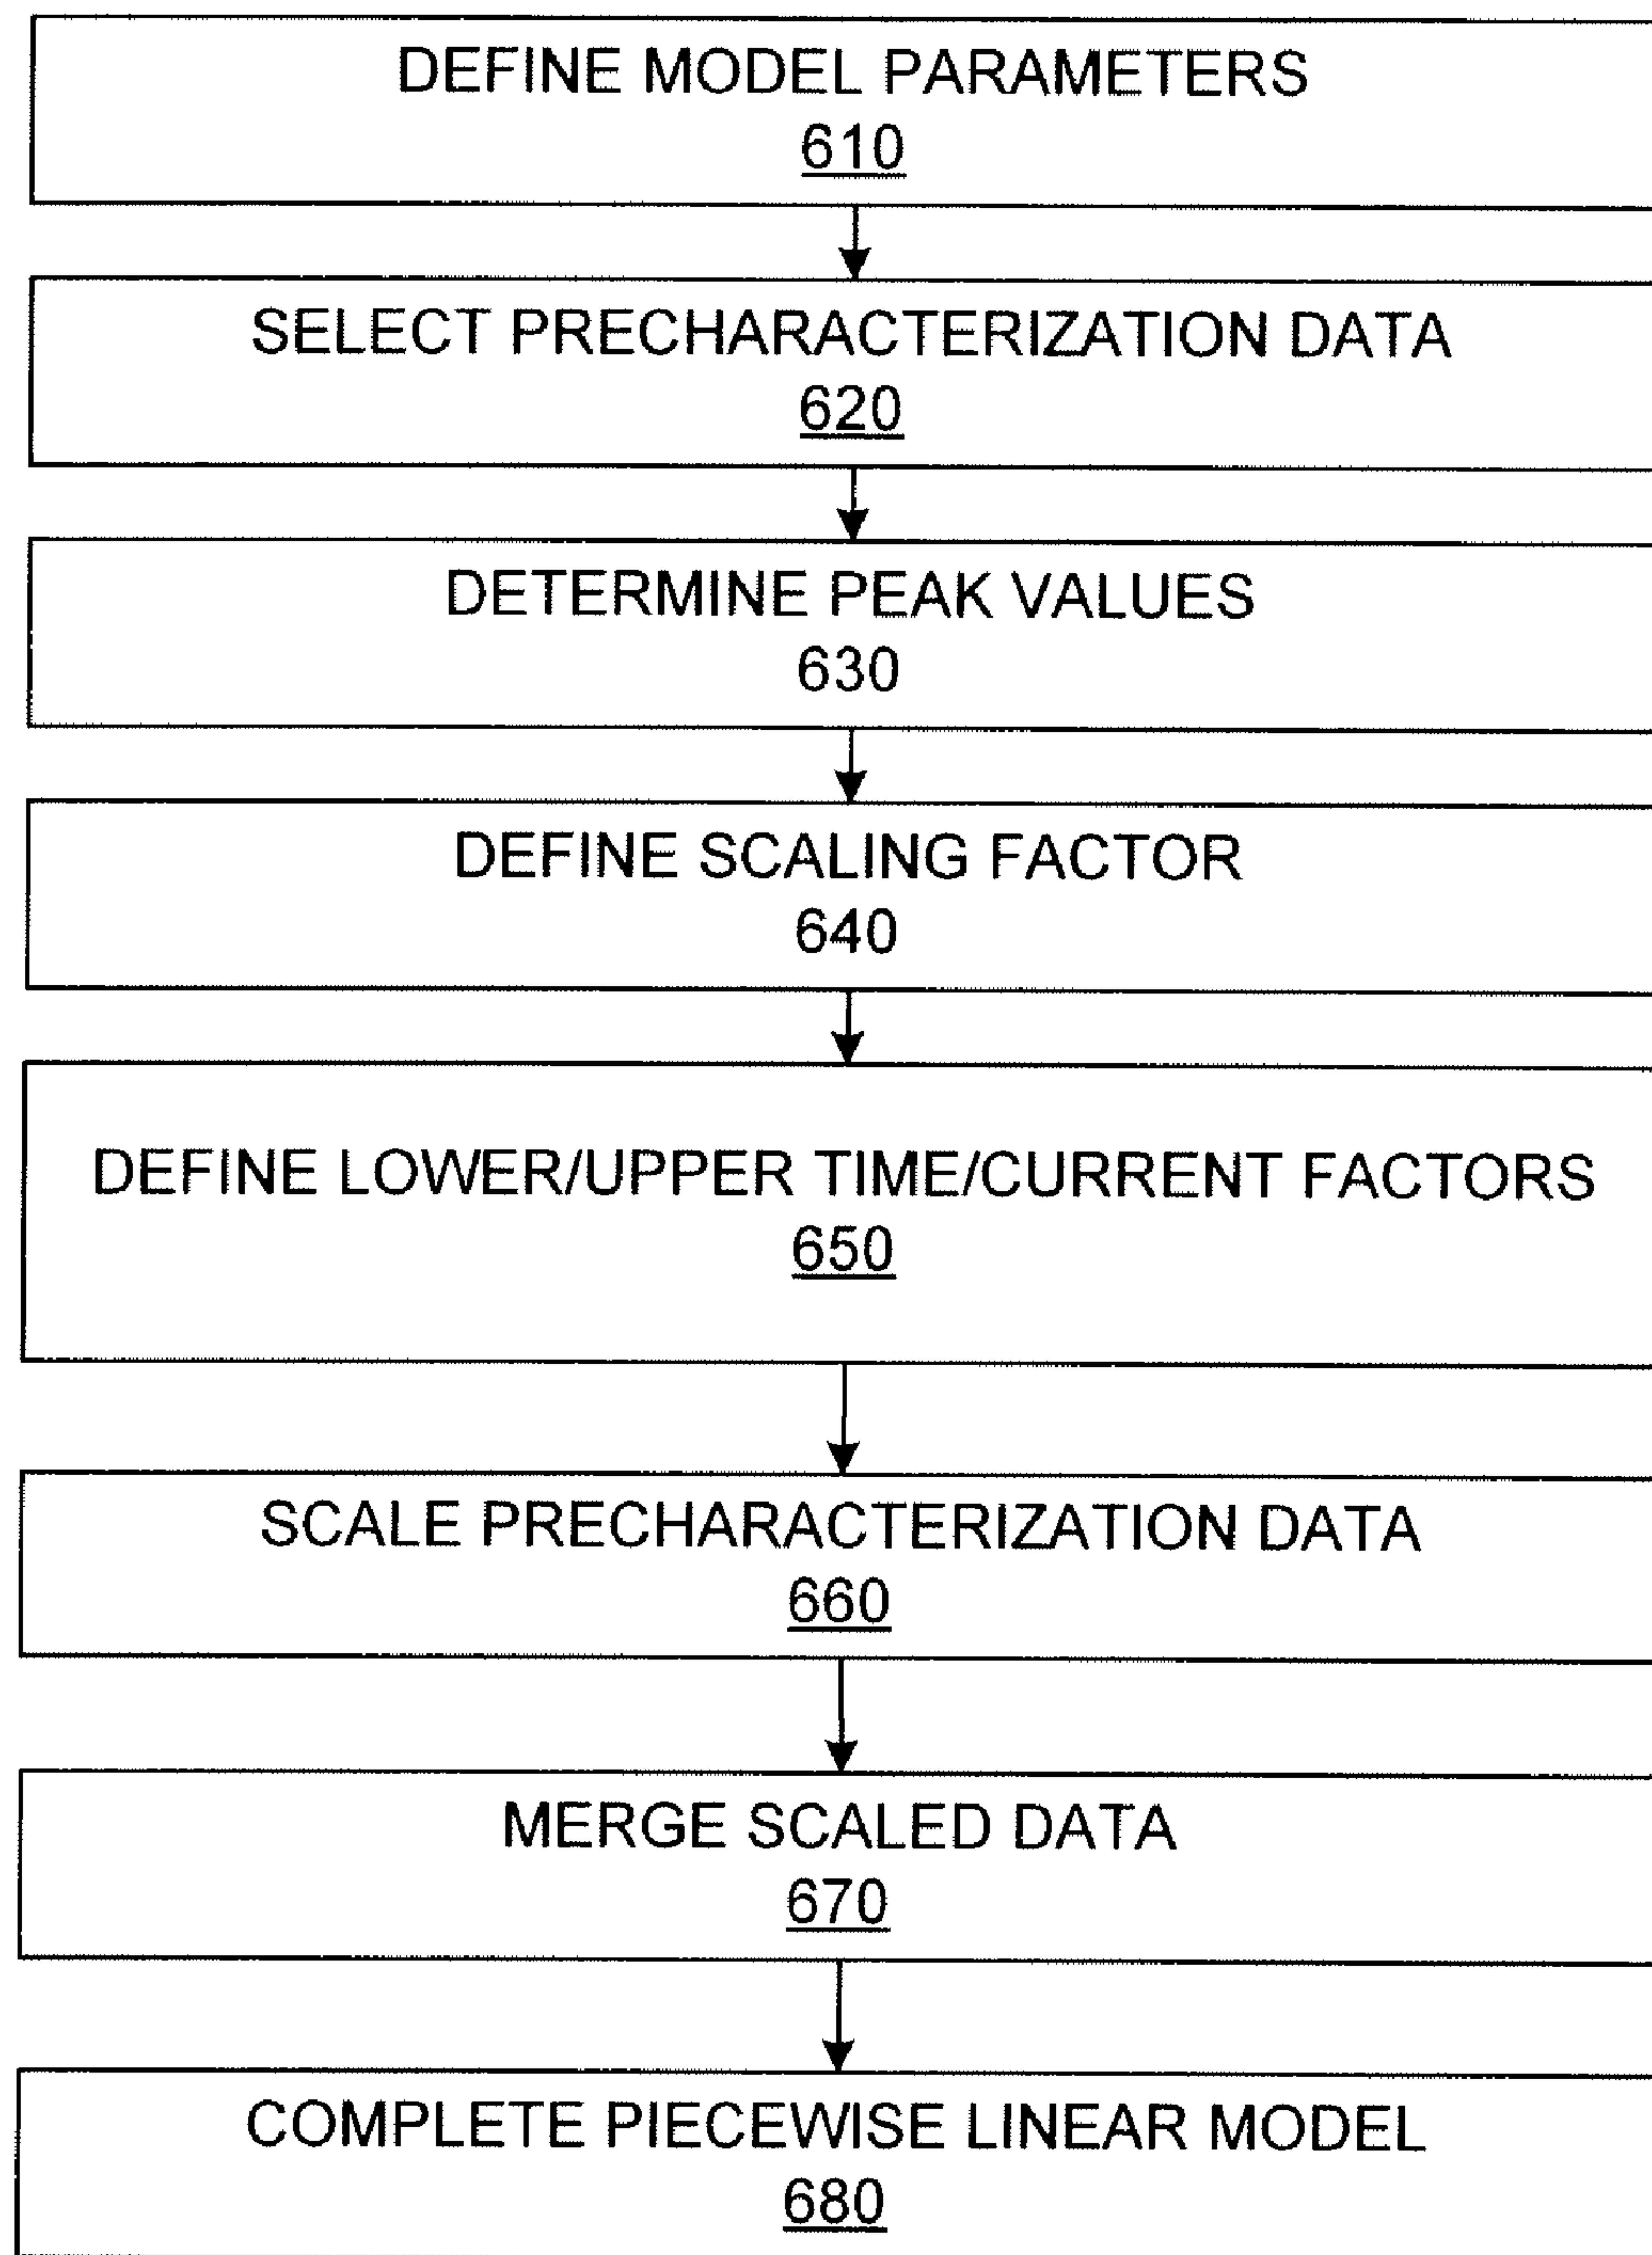 DEFINE MODEL PARAMETERS
610
SELECT PRECHARACTERIZATION DATA
620
DETERMINE PEAK VALUES
630
DEFINE SCALING FACTOR
640
DEFINE LOWER/UPPER TIME/CURRENT FACTORS
650
SCALE PRECHARACTERIZATION DATA
660
MERGE SCALED DATA
670
COMPLETE PIECEWISE LINEAR MODEL
680